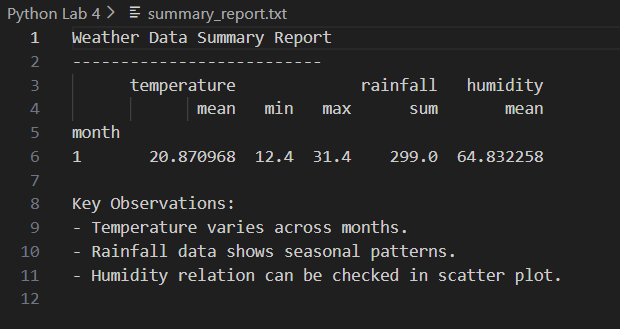 Python Lab 4 > summary_report.txt
1 Weather Data Summary Report
2 --------------------------
3 temperature rainfall humidity
4 mean min max sum mean
5 month
6 1 20.870968 12.4 31.4 299.0 64.832258
7
8 Key Observations:
9 - Temperature varies across months.
10 - Rainfall data shows seasonal patterns.
11 - Humidity relation can be checked in scatter plot.
12